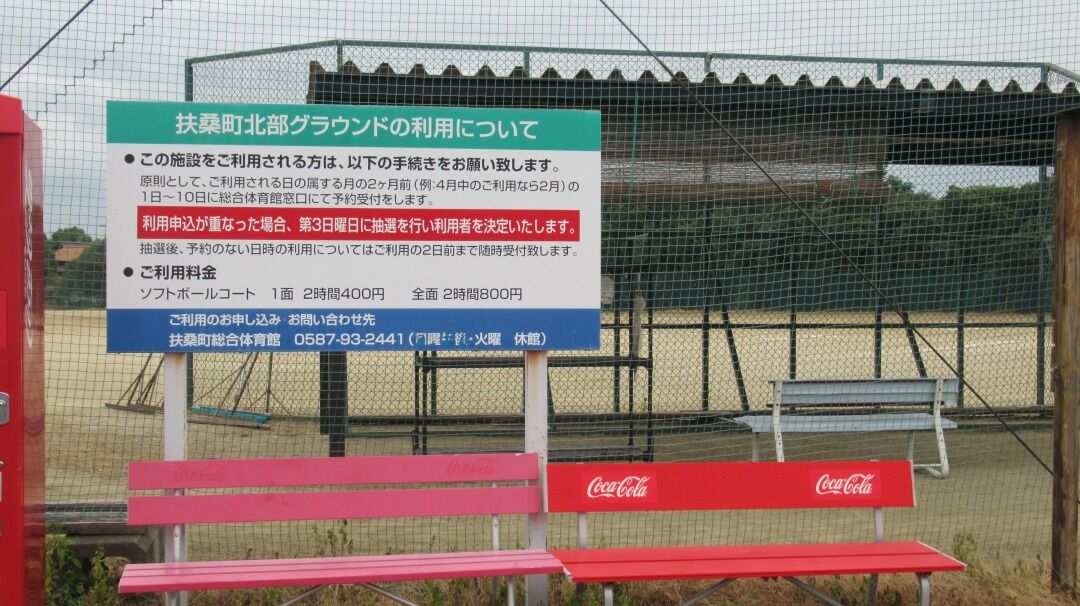 扶桑町北部グラウンドの利用について
● この施設をご利用される方は、以下の手続きをお願い致します。
原則として、ご利用される日の属する月の2ヶ月前（例:4月中のご利用なら2月）の
1日～10日に総合体育館窓口にて予約受付をします。
利用申込が重なった場合、第3日曜日に抽選を行い利用者を決定いたします。
抽選後、予約のない日時の利用についてはご利用の2日前まで随時受付致します。
● ご利用料金
ソフトボールコート 1面 2時間400円 全面 2時間800円
ご利用のお申し込み お問い合わせ先
扶桑町総合体育館 0587-93-2441（月曜午後・火曜 休館）
Coca-Cola Coca-Cola